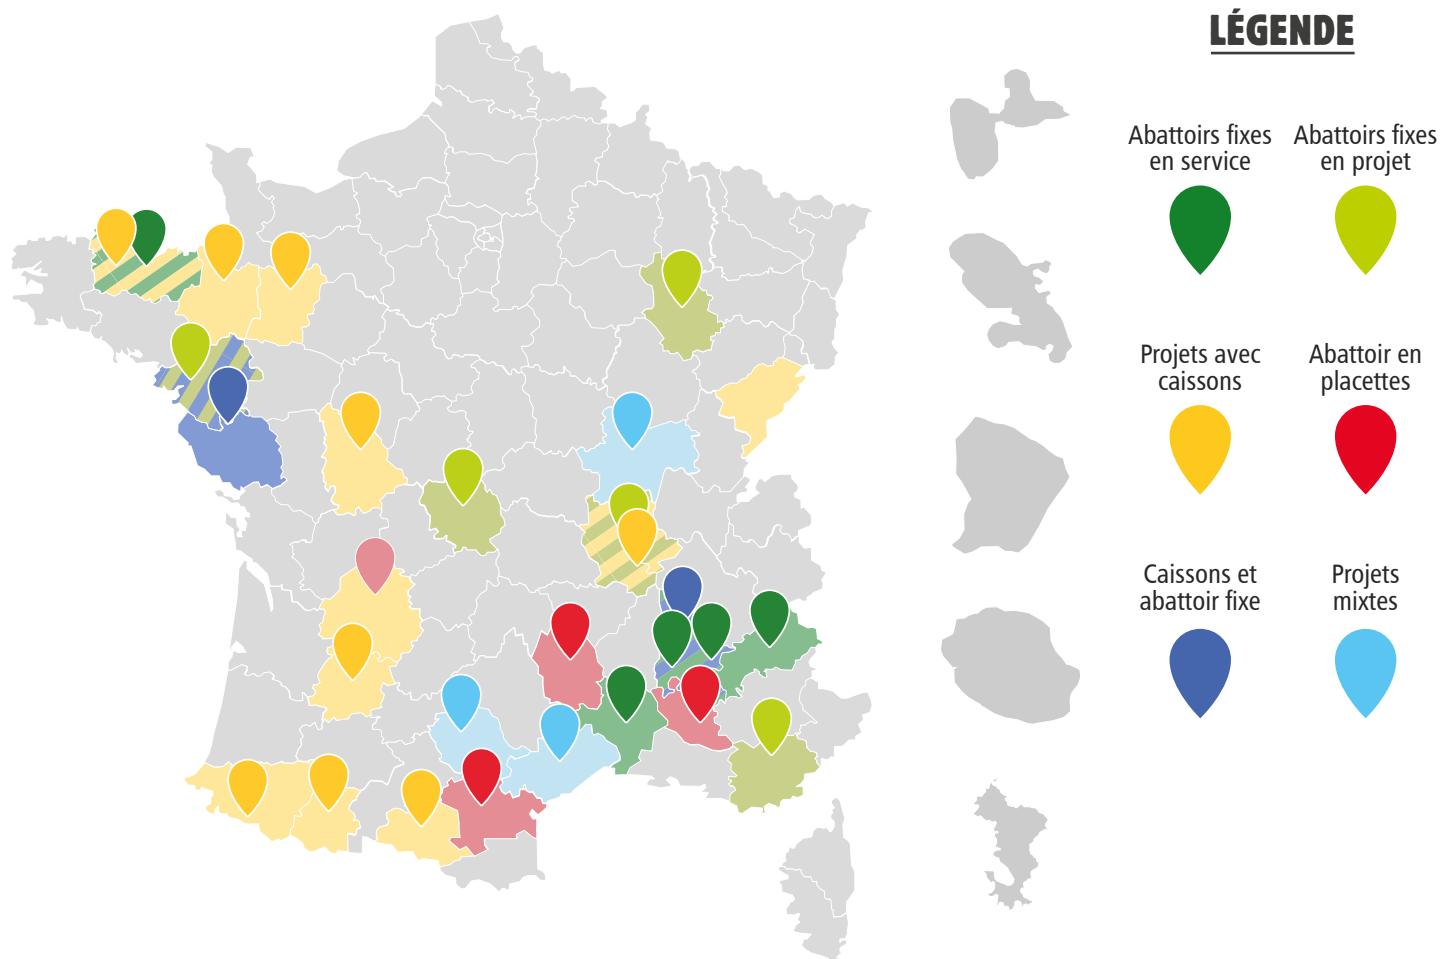 LÉGENDE
Abattoirs fixes
en service
Abattoirs fixes
en projet
Projets avec
caissons
Abattoir en
placettes
Caissons et
abattoir fixe
Projets
mixtes